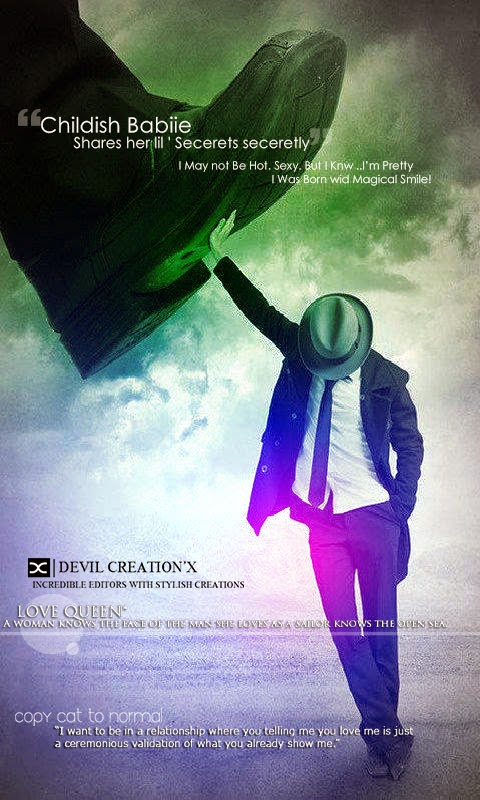 “Childish Babiie
Shares her lil ' Secerets seceretly”
I May not Be Hot. Sexy. But I Knw ..I'm Pretty
I Was Born wid Magical Smile!
DEVIL CREATION'X
INCREDIBLE EDITORS WITH STYLISH CREATIONS
LOVE QUEEN"
A WOMAN KNOWS THE FACE OF THE MAN SHE LOVES AS A SAILOR KNOWS THE OPEN SEA.
copy cat to normal
"I want to be in a relationship where you telling me you love me is just
a ceremonious validation of what you already show me."